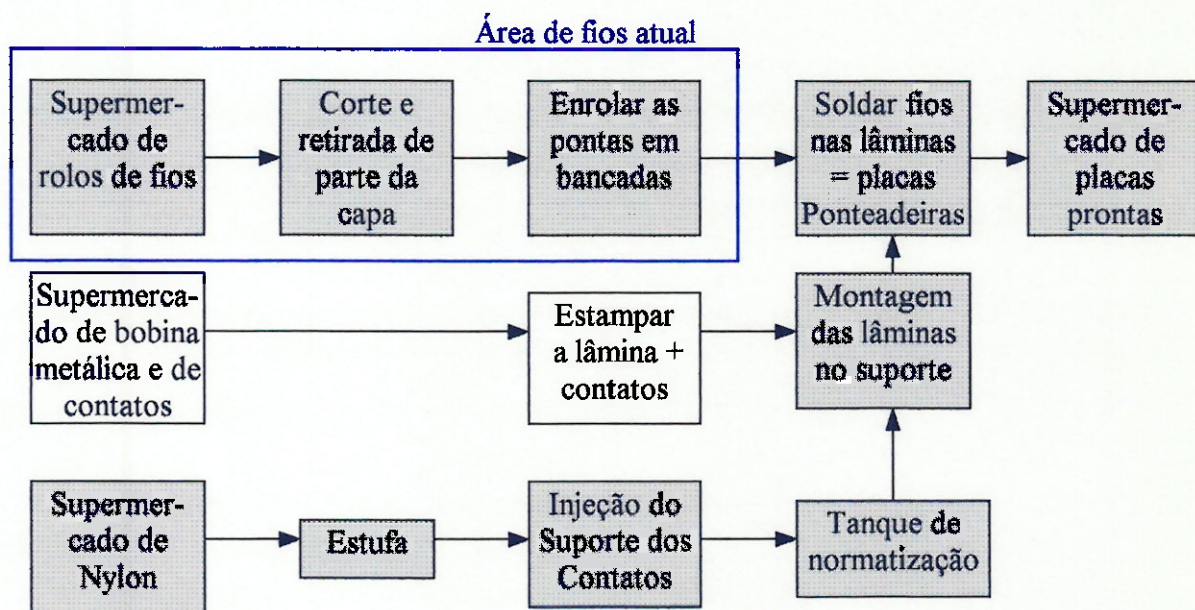 Área de fios atual
Supermer-
cado de
rolos de fios
Corte e
retirada de
parte da
capa
Enrolar as
pontas em
bancadas
Soldar fios
nas lâminas
= placas
Ponteadeiras
Supermer-
cado de
placas
prontas
Supermerca-
do de bobina
metálica e de
contatos
Estampar
a lâmina +
contatos
Montagem
das lâminas
no suporte
Supermer-
cado de
Nylon
Estufa
Injeção do
Suporte dos
Contatos
Tanque de
normatização